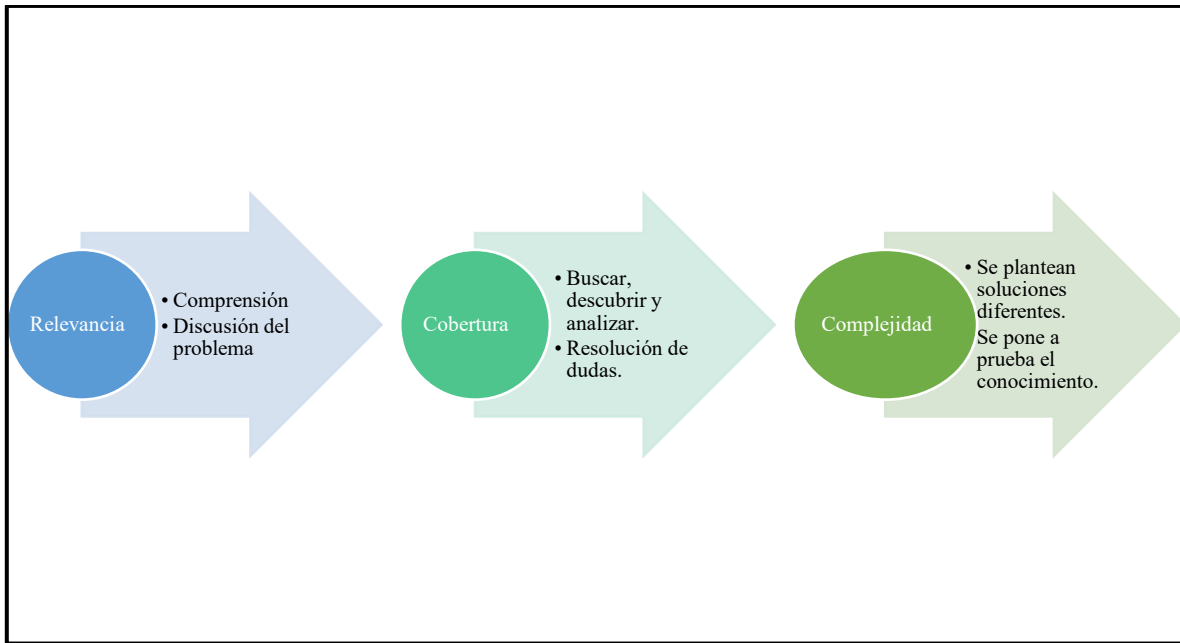 Relevancia
• Comprensión
• Discusión del
problema
Cobertura
• Buscar,
descubrir y
analizar.
• Resolución de
dudas.
Complejidad
• Se plantean
soluciones
diferentes.
Se pone a
prueba el
conocimiento.